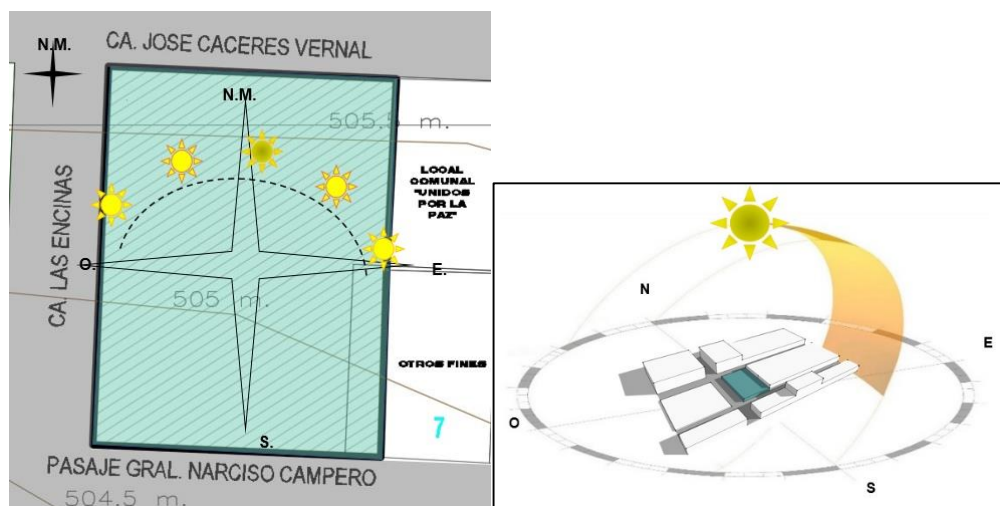 N.M.
CA. JOSE CACERES VERNAL
N.M.
505.5 m.
LOCAL
COMUNAL
"UNIDOS
POR LA
PAZ"
CA. LAS ENCINAS
O.
E.
505 m.
OTROS FINES
7
S.
PASAJE GRAL. NARCISO CAMPERO
504.5 m.
N
E
O
S